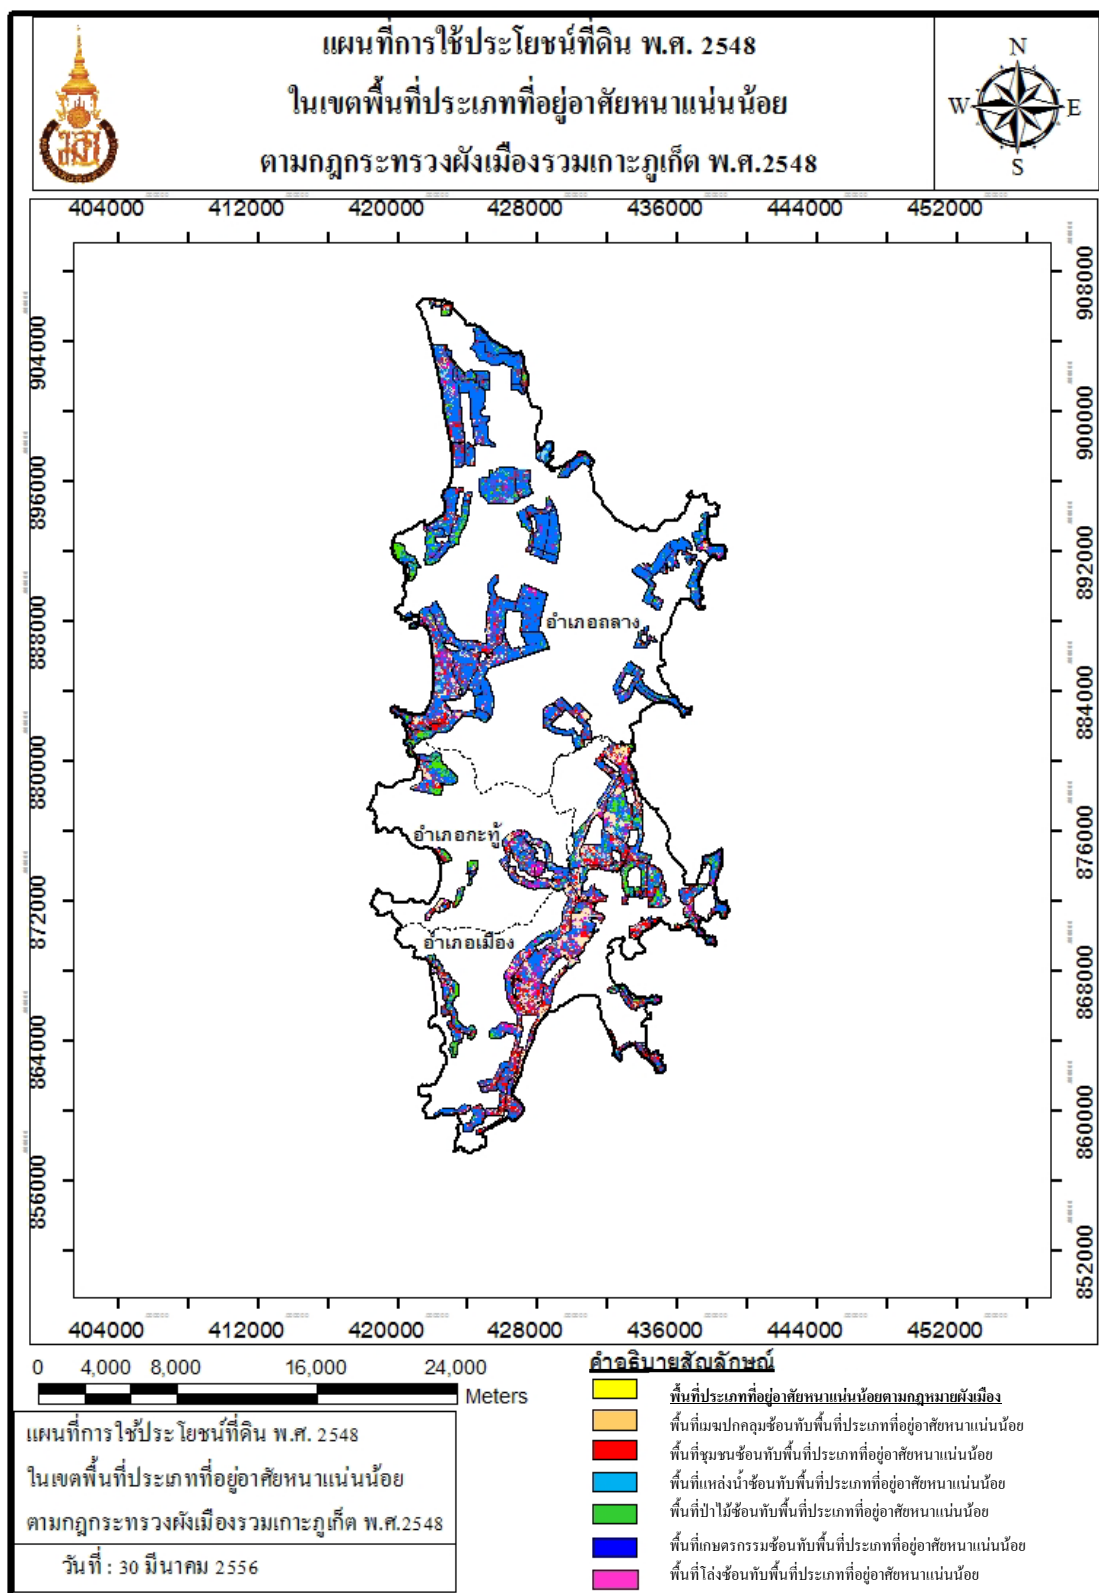 แผนที่การใช้ประโยชน์ที่ดิน พ.ศ. 2548
ในเขตพื้นที่ประเภทที่อยู่อาศัยหนาแน่นน้อย
ตามกฎกระทรวงผังเมืองรวมเกาะภูเก็ต พ.ศ.2548
N
W E
S
404000 412000 420000 428000 436000 444000 452000
904000
896000
888000
880000
872000
864000
856000
908000
900000
892000
884000
876000
868000
860000
852000
อำเภอถลาง
อำเภอกะทู้
อำเภอเมือง
404000 412000 420000 428000 436000 444000 452000
0 4,000 8,000 16,000 24,000
Meters
แผนที่การใช้ประโยชน์ที่ดิน พ.ศ. 2548
ในเขตพื้นที่ประเภทที่อยู่อาศัยหนาแน่นน้อย
ตามกฎกระทรวงผังเมืองรวมเกาะภูเก็ต พ.ศ.2548
วันที่ : 30 มีนาคม 2556
คำอธิบายสัญลักษณ์
พื้นที่ประเภทที่อยู่อาศัยหนาแน่นน้อยตามกฎหมายผังเมือง
พื้นที่เมฆปกคลุมซ้อนทับพื้นที่ประเภทที่อยู่อาศัยหนาแน่นน้อย
พื้นที่ชุมชนซ้อนทับพื้นที่ประเภทที่อยู่อาศัยหนาแน่นน้อย
พื้นที่แหล่งน้ำซ้อนทับพื้นที่ประเภทที่อยู่อาศัยหนาแน่นน้อย
พื้นที่ป่าไม้ซ้อนทับพื้นที่ประเภทที่อยู่อาศัยหนาแน่นน้อย
พื้นที่เกษตรกรรมซ้อนทับพื้นที่ประเภทที่อยู่อาศัยหนาแน่นน้อย
พื้นที่โล่งซ้อนทับพื้นที่ประเภทที่อยู่อาศัยหนาแน่นน้อย